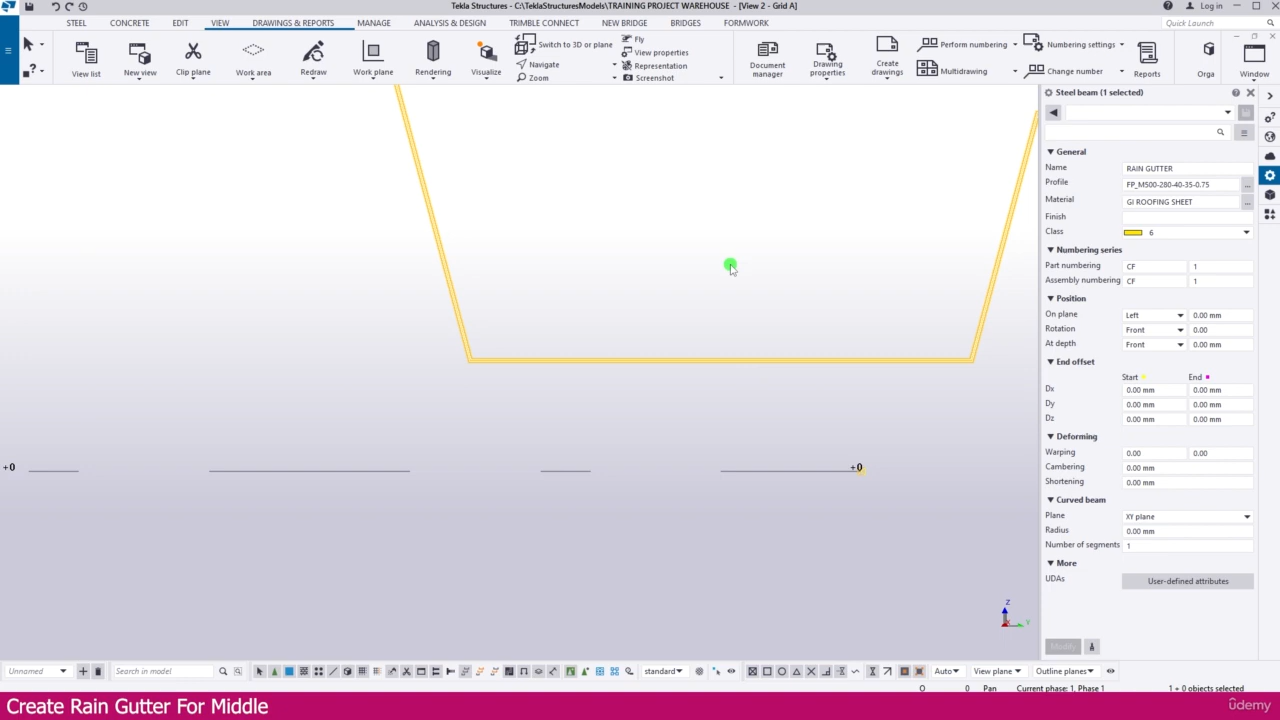 Tekla Structures - C:\TeklaStructuresModels\TRAINING PROJECT WAREHOUSE - [View 2 - Grid A]
Log in
STEEL CONCRETE EDIT VIEW DRAWINGS & REPORTS MANAGE ANALYSIS & DESIGN TRIMBLE CONNECT NEW BRIDGE BRIDGES FORMWORK
Quick Launch
View list
New view
Clip plane
Work area
Redraw
Work plane
Rendering
Visualize
Switch to 3D or plane
Navigate
Zoom
Fly
View properties
Representation
Screenshot
Document manager
Drawing properties
Create drawings
Perform numbering
Multidrawing
Numbering settings
Change number
Reports
Orga
Window
Steel beam (1 selected)
General
Name RAIN GUTTER
Profile FP_M500-280-40-35-0.75 ...
Material GI ROOFING SHEET ...
Finish
Class 6
Numbering series
Part numbering CF 1
Assembly numbering CF 1
Position
On plane Left 0.00 mm
Rotation Front 0.00
At depth Front 0.00 mm
End offset
Start End
Dx 0.00 mm 0.00 mm
Dy 0.00 mm 0.00 mm
Dz 0.00 mm 0.00 mm
Deforming
Warping 0.00 0.00
Cambering 0.00 mm
Shortening 0.00 mm
Curved beam
Plane XY plane
Radius 0.00 mm
Number of segments 1
More
UDAs User-defined attributes
Modify
+0 +0
Z
Y
Unnamed Search in model standard Auto View plane Outline planes
O 0 Pan Current phase: 1, Phase 1 1 + 0 objects selected
Create Rain Gutter For Middle
ûdemy